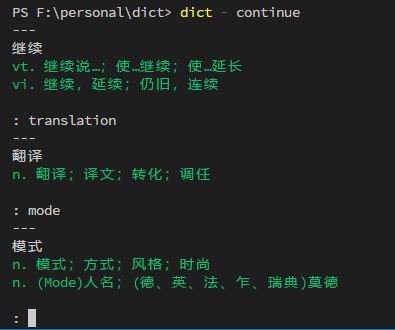 PS F:\personal\dict> dict - continue
---
继续
vt. 继续说…; 使…继续; 使…延长
vi. 继续, 延续; 仍旧, 连续
: translation
---
翻译
n. 翻译; 译文; 转化; 调任
: mode
---
模式
n. 模式; 方式; 风格; 时尚
n. (Mode)人名; (德、英、法、乍、瑞典)莫德
: